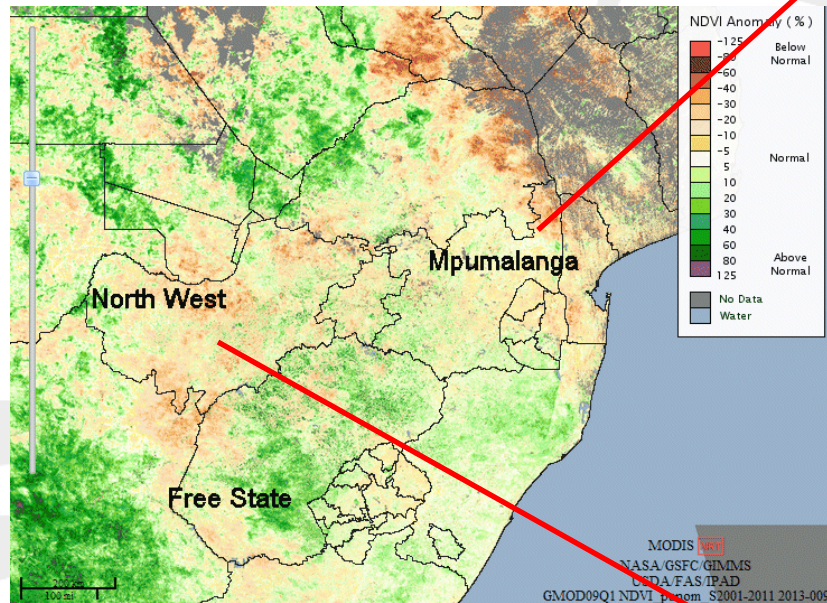 NDVI Anomaly ( % )
-125
Below
Normal
-60
-40
-30
-20
-10
-5
Normal
5
10
20
30
40
60
80
Above
Normal
125
No Data
Water
Mpumalanga
North West
Free State
200 km
100 mi
MODIS
NASA/GSFC/GIMMS
USDA/FAS/IPAD
GMOD09Q1 NDVI S2001-2011 2013-009